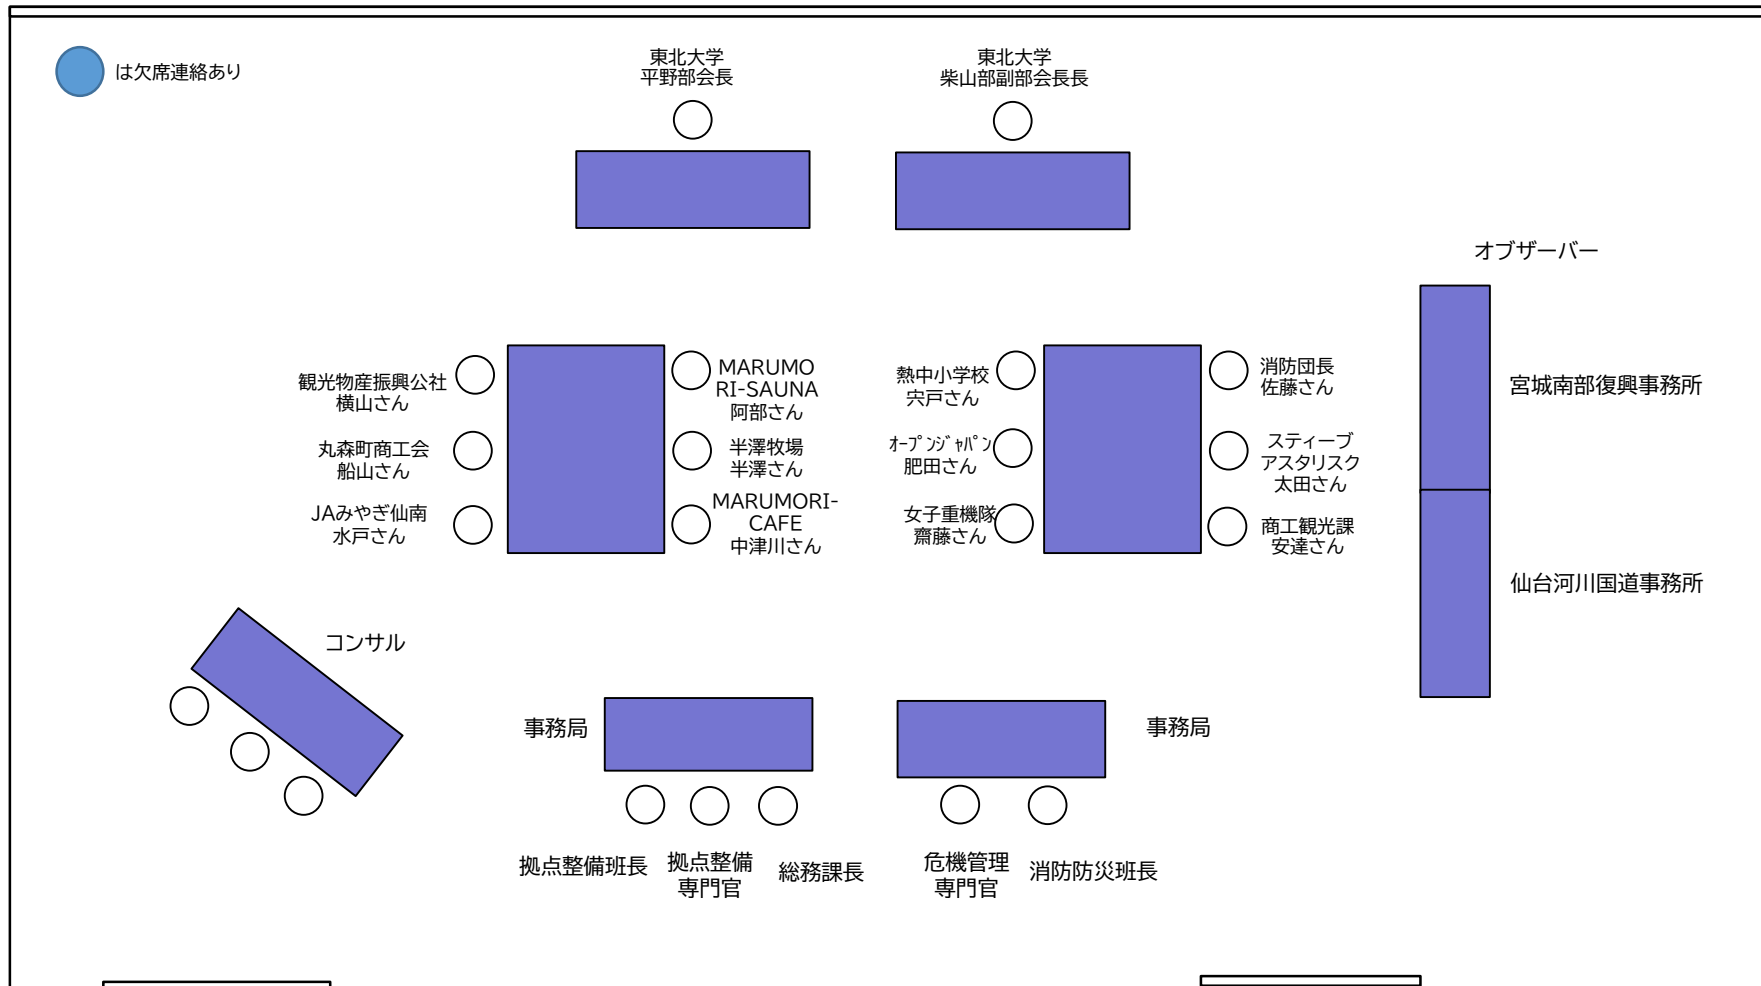 は欠席連絡あり
東北大学
平野部会長
東北大学
柴山部副部会長長
オブザーバー
観光物産振興公社
横山さん
丸森町商工会
船山さん
JAみやぎ仙南
水戸さん
MARUMO
RI-SAUNA
阿部さん
半澤牧場
半澤さん
MARUMORI-
CAFE
中津川さん
熱中小学校
宍戸さん
ｵｰﾌﾟﾝｼﾞｬﾊﾟﾝ
肥田さん
女子重機隊
齋藤さん
消防団長
佐藤さん
スティーブ
アスタリスク
太田さん
商工観光課
安達さん
宮城南部復興事務所
仙台河川国道事務所
コンサル
事務局
事務局
拠点整備班長
拠点整備
専門官
総務課長
危機管理
専門官
消防防災班長